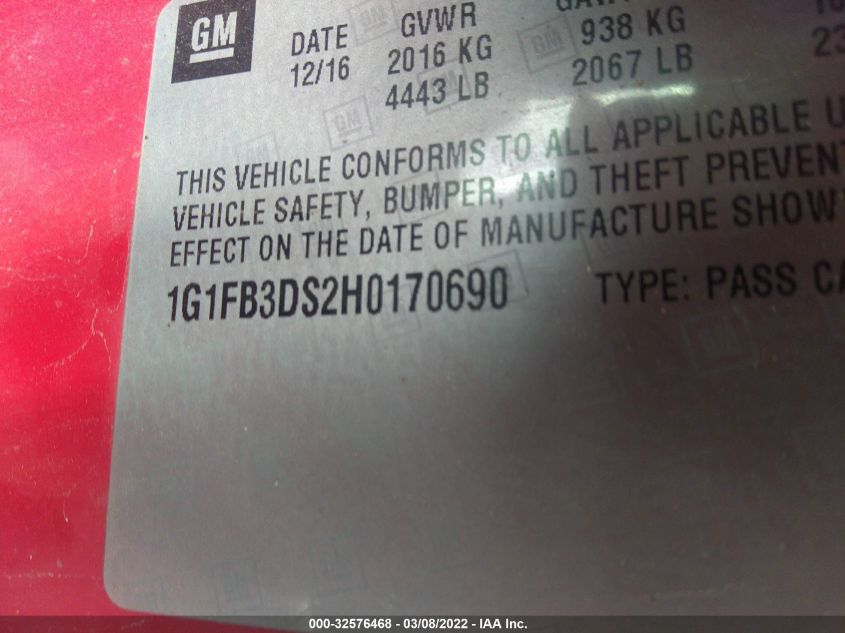 GM
DATE GVWR
12/16 2016 KG 938 KG
4443 LB 2067 LB
THIS VEHICLE CONFORMS TO ALL APPLICABLE
VEHICLE SAFETY, BUMPER, AND THEFT PREVEN
EFFECT ON THE DATE OF MANUFACTURE SHOW
1G1FB3DS2H0170690 TYPE: PASS
000-32576468 - 03/08/2022 - IAA Inc.